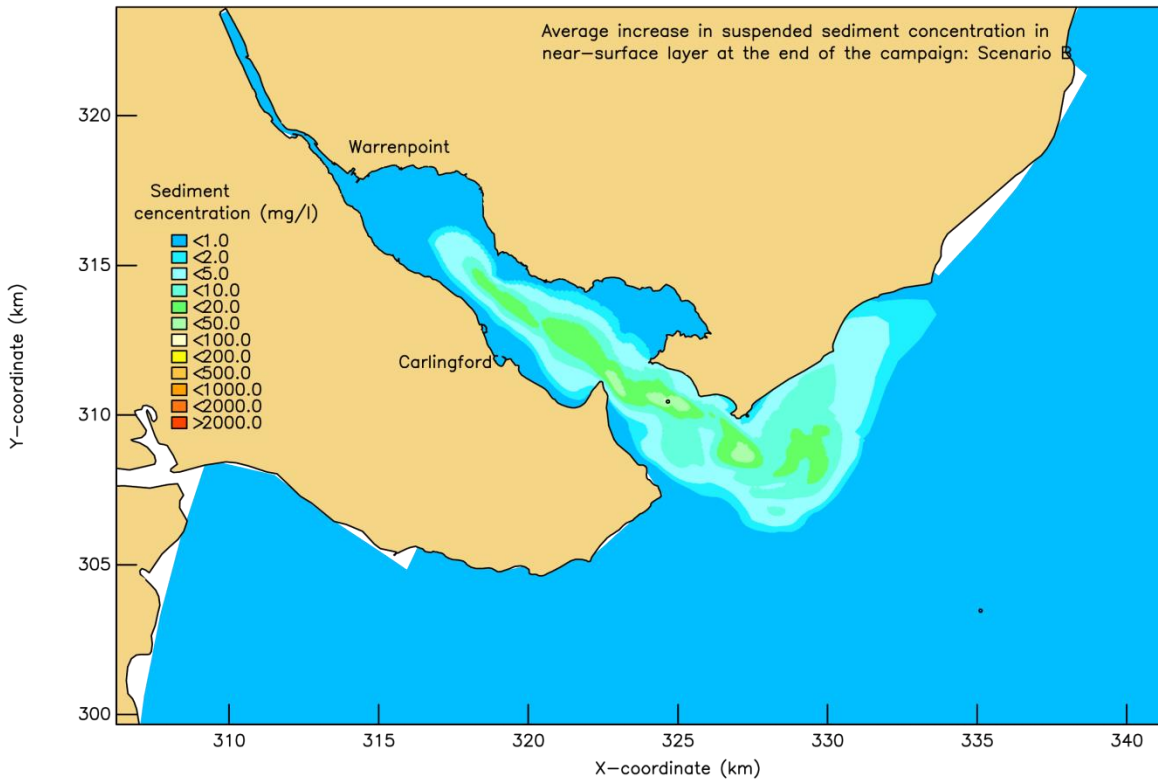 Average increase in suspended sediment concentration in
near-surface layer at the end of the campaign: Scenario B
320
Warrenpoint
Sediment
cencentration (mg/l)
<1.0
<2.0
<5.0
<10.0
<20.0
<50.0
<100.0
<200.0
<500.0
<1000.0
<2000.0
>2000.0
315
Carlingford
310
Y-coordinate (km)
305
300
310 315 320 325 330 335 340
X-coordinate (km)